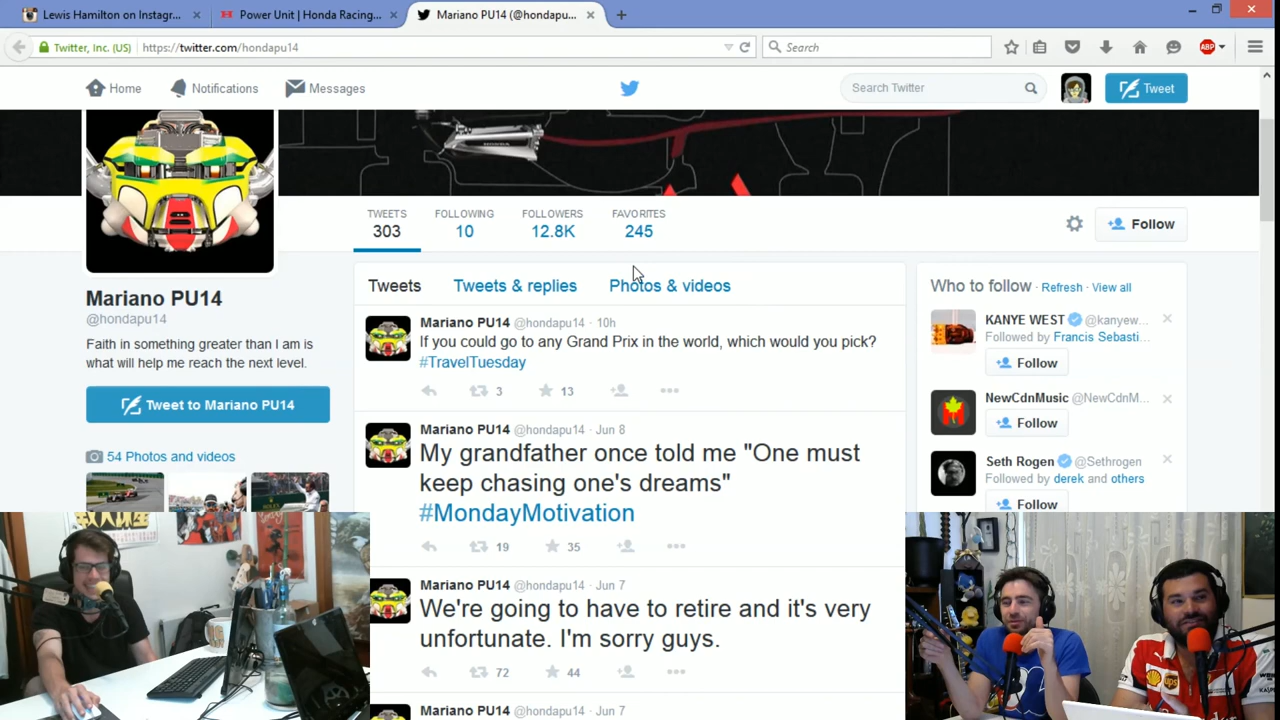 Lewis Hamilton on Instagr...
Power Unit | Honda Racing...
Mariano PU14 (@hondapu...
Twitter, Inc. (US)
https://twitter.com/hondapu14
Search
ABP
Home
Notifications
Messages
Search Twitter
Tweet
HONDA
TWEETS
303
FOLLOWING
10
FOLLOWERS
12.8K
FAVORITES
245
Follow
Mariano PU14
@hondapu14
Faith in something greater than I am is
what will help me reach the next level.
Tweet to Mariano PU14
54 Photos and videos
Tweets
Tweets & replies
Photos & videos
Mariano PU14 @hondapu14 · 10h
If you could go to any Grand Prix in the world, which would you pick?
#TravelTuesday
3
13
Mariano PU14 @hondapu14 · Jun 8
My grandfather once told me "One must
keep chasing one's dreams"
#MondayMotivation
19
35
Mariano PU14 @hondapu14 · Jun 7
We're going to have to retire and it's very
unfortunate. I'm sorry guys.
72
44
Mariano PU14 @hondapu14 · Jun 7
Who to follow · Refresh · View all
KANYE WEST @kanyew...
Followed by Francis Sebasti...
Follow
NewCdnMusic @NewCdnM...
Follow
Seth Rogen @Sethrogen
Followed by derek and others
Follow
ups